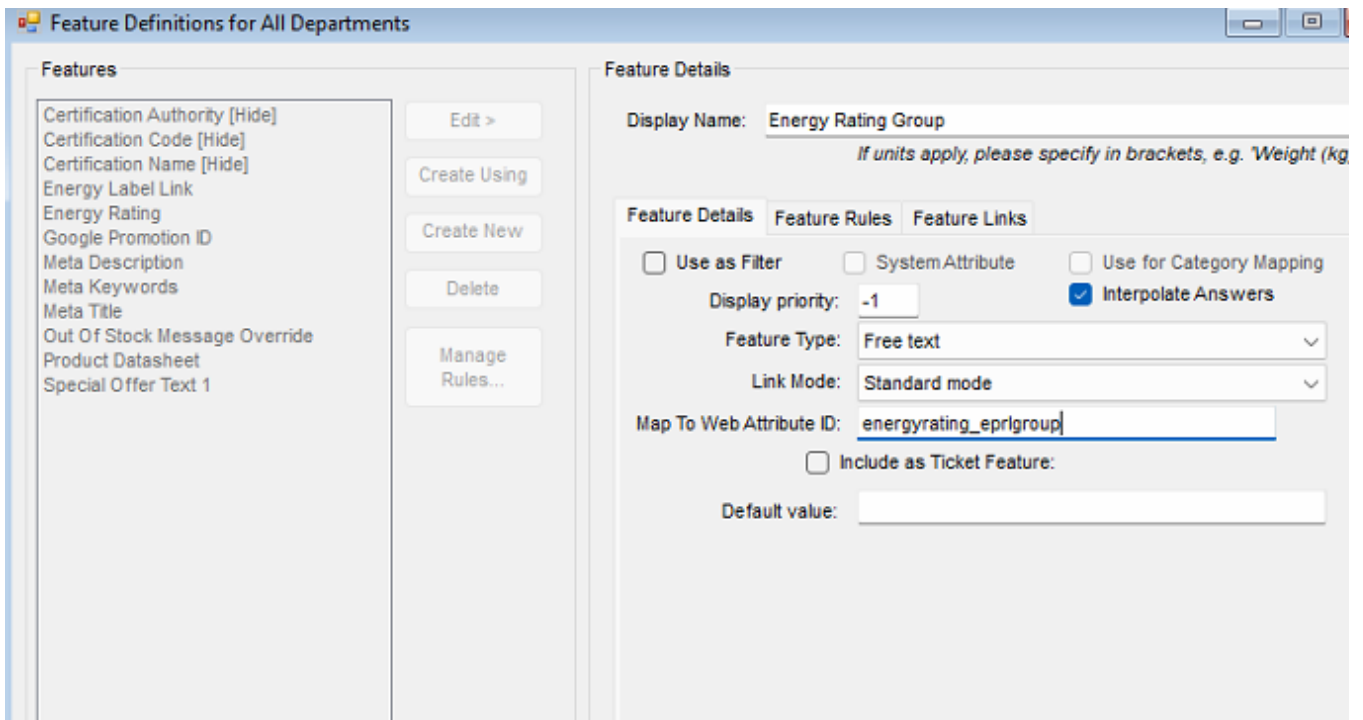 Feature Definitions for All Departments
Features
Certification Authority [Hide]
Certification Code [Hide]
Certification Name [Hide]
Energy Label Link
Energy Rating
Google Promotion ID
Meta Description
Meta Keywords
Meta Title
Out Of Stock Message Override
Product Datasheet
Special Offer Text 1
Edit >
Create Using
Create New
Delete
Manage
Rules...
Feature Details
Display Name: Energy Rating Group
If units apply, please specify in brackets, e.g. "Weight (kg
Feature Details Feature Rules Feature Links
Use as Filter System Attribute Use for Category Mapping
Display priority: -1 Interpolate Answers
Feature Type: Free text
Link Mode: Standard mode
Map To Web Attribute ID: energyrating_eprlgroup
Include as Ticket Feature:
Default value: